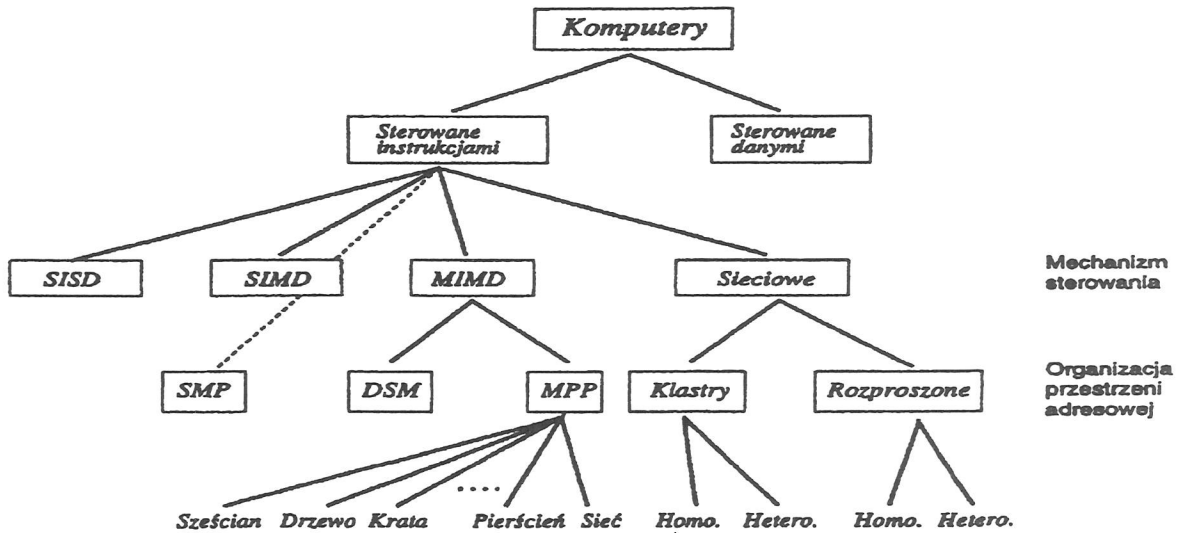 Komputery
Sterowane
instrukcjami
Sterowane
danymi
SISD
SIMD
MIMD
Sieciowe
Mechanizm
sterowania
SMP
DSM
MPP
Klastry
Rozproszone
Organizacja
przestrzeni
adresowej
.....
Sześcian Drzewo Krata Pierścień Sieć Homo. Hetero. Homo. Hetero.